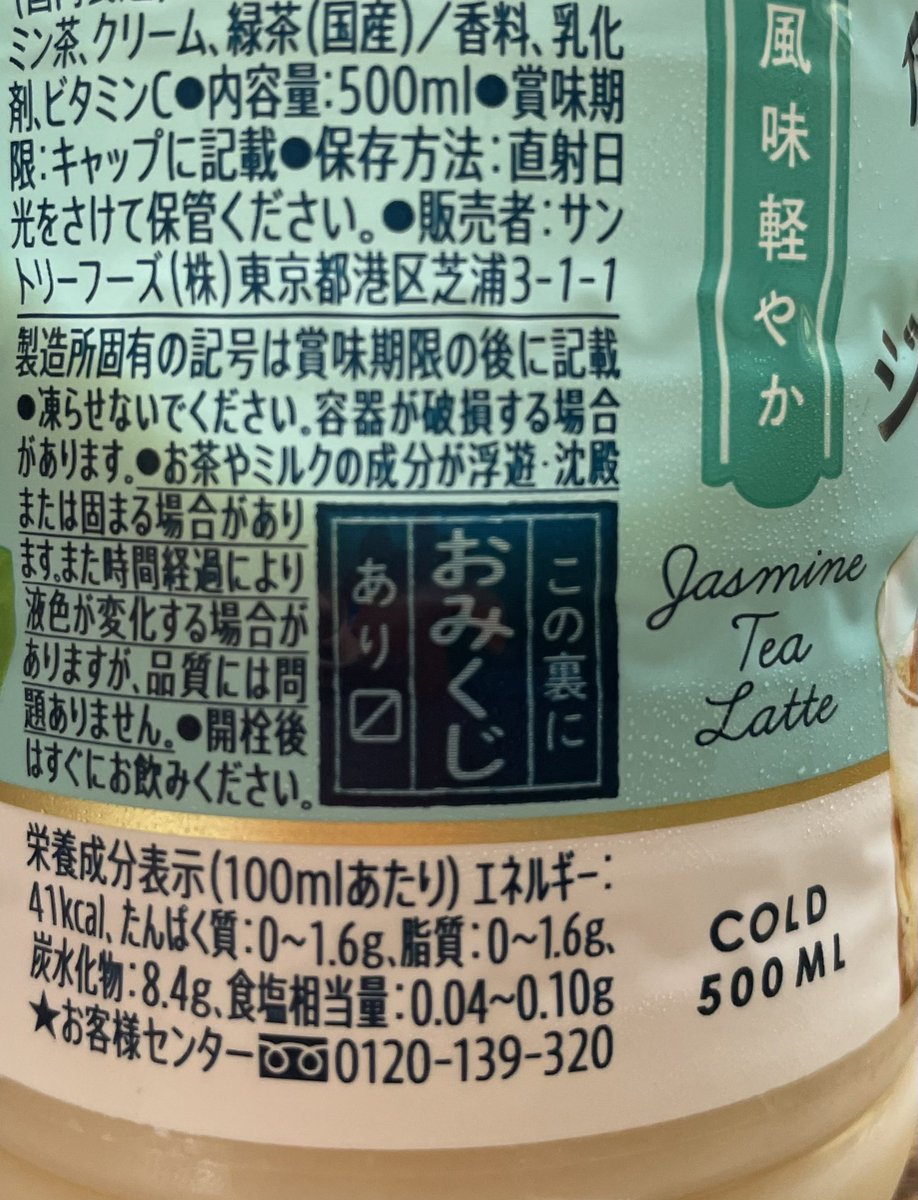 ミン茶、クリーム、緑茶(国産)/香料、乳化
剤、ビタミンC●内容量:500ml●賞味期
限:キャップに記載●保存方法:直射日
光をさけて保管ください。●販売者:サン
トリーフーズ(株)東京都港区芝浦3-1-1
製造所固有の記号は賞味期限の後に記載
●凍らせないでください。容器が破損する場合
があります。●お茶やミルクの成分が浮遊・沈殿
または固まる場合があり
ます。また時間経過により
液色が変化する場合が
ありますが、品質には問
題ありません。●開栓後
はすぐにお飲みください。
この裏に
おみくじ
あり
栄養成分表示(100mlあたり)エネルギー:
41kcal、たんぱく質:0~1.6g、脂質:0~1.6g、
炭水化物:8.4g、食塩相当量:0.04~0.10g
★お客様センター 0120-139-320
風味軽やか
Jasmine
Tea
Latte
COLD
500ML